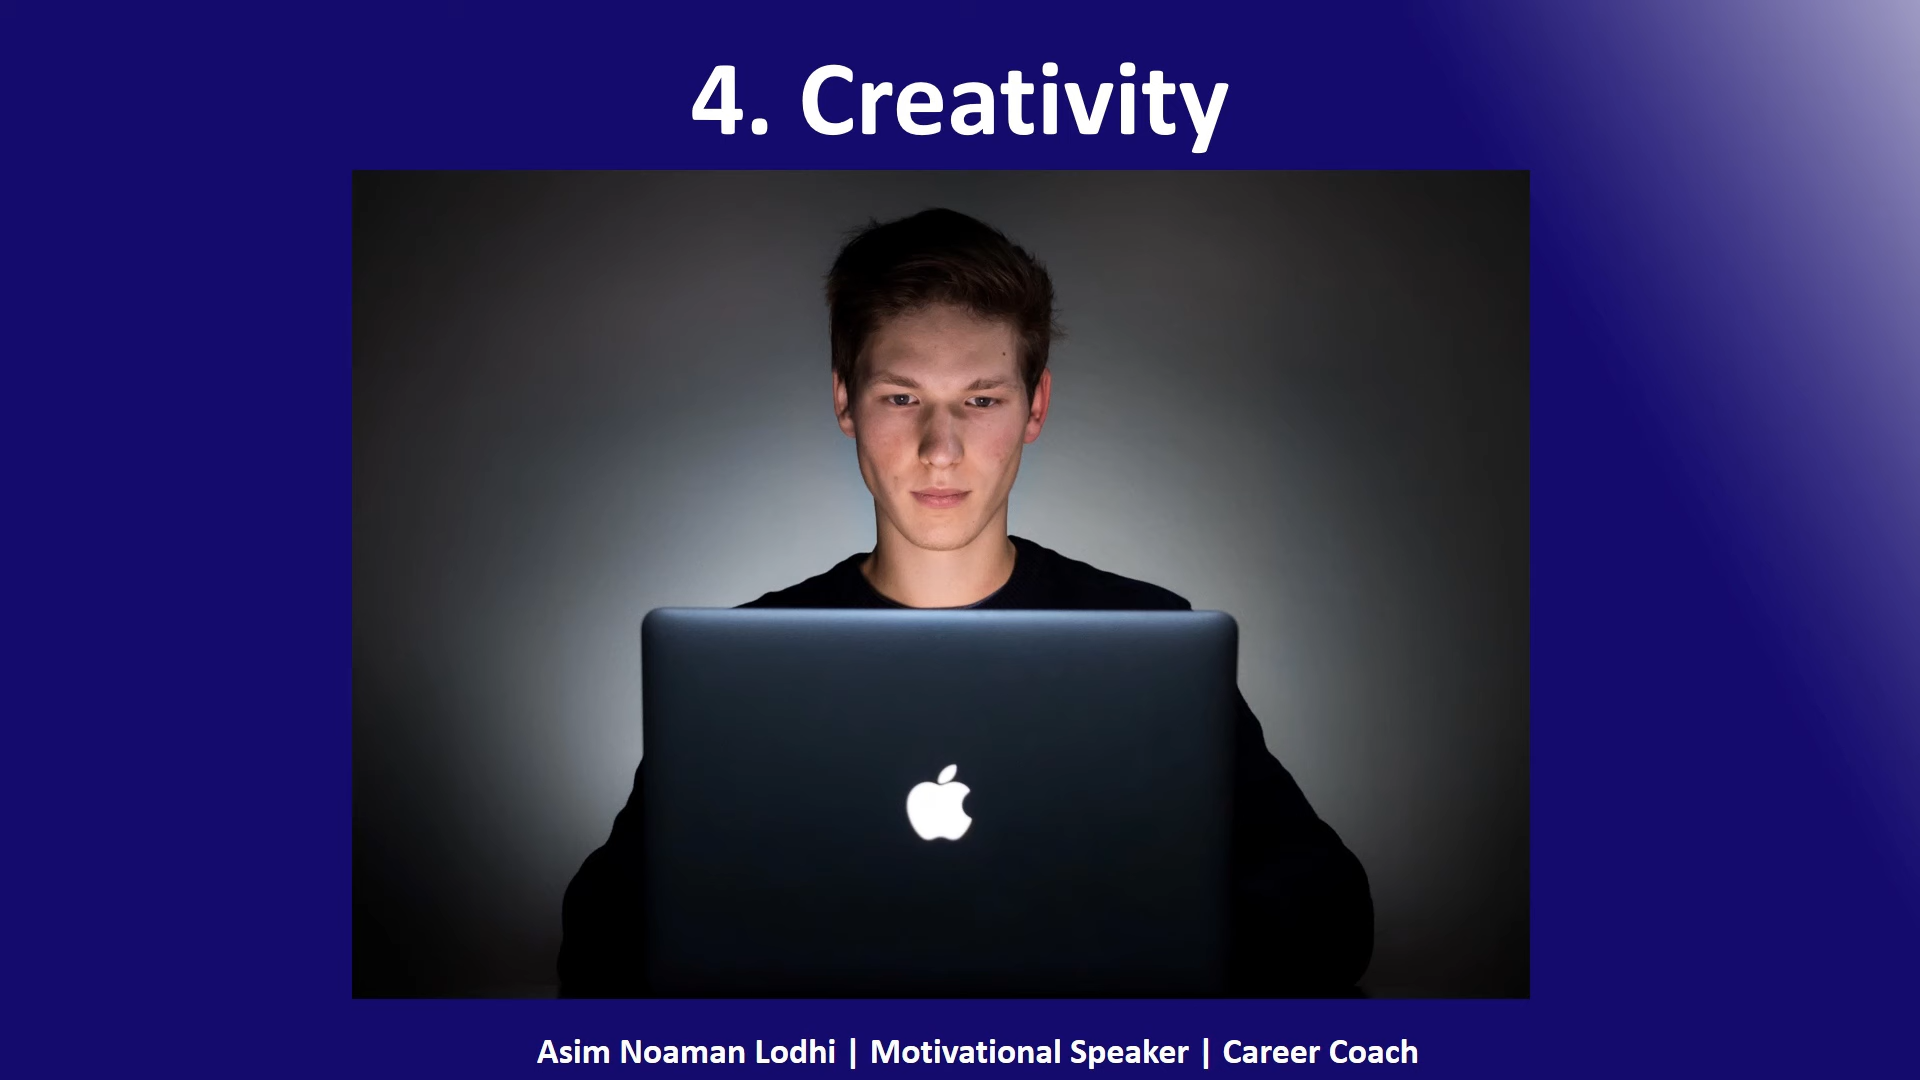 4. Creativity
Asim Noaman Lodhi | Motivational Speaker | Career Coach